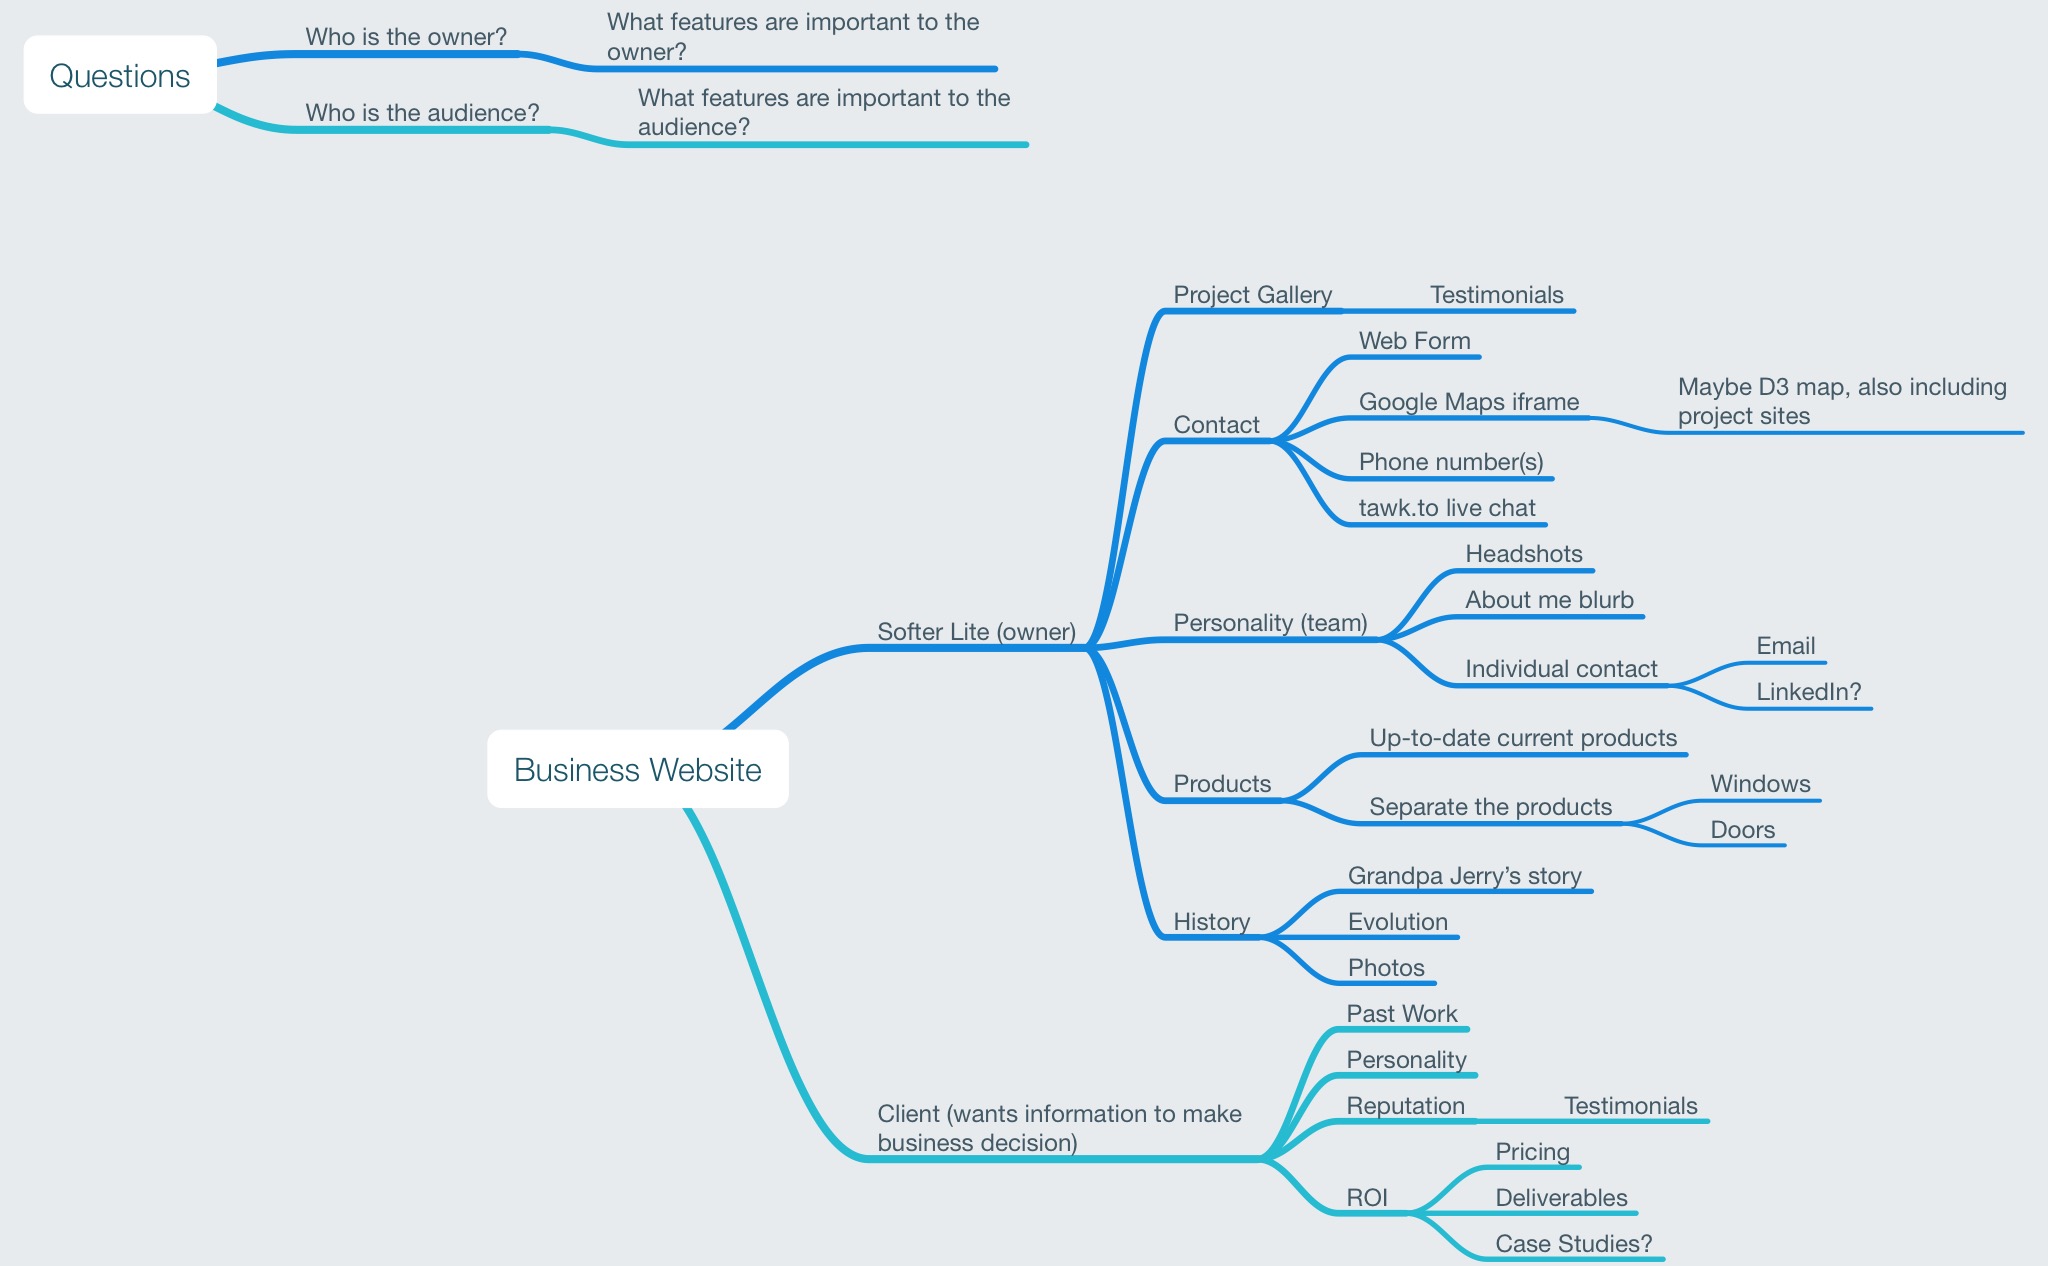 Questions
Who is the owner?
What features are important to the
owner?
Who is the audience?
What features are important to the
audience?
Business Website
Softer Lite (owner)
Project Gallery
Testimonials
Contact
Web Form
Google Maps iframe
Maybe D3 map, also including
project sites
Phone number(s)
tawk.to live chat
Personality (team)
Headshots
About me blurb
Individual contact
Email
LinkedIn?
Products
Up-to-date current products
Separate the products
Windows
Doors
History
Grandpa Jerry’s story
Evolution
Photos
Client (wants information to make
business decision)
Past Work
Personality
Reputation
Testimonials
ROI
Pricing
Deliverables
Case Studies?